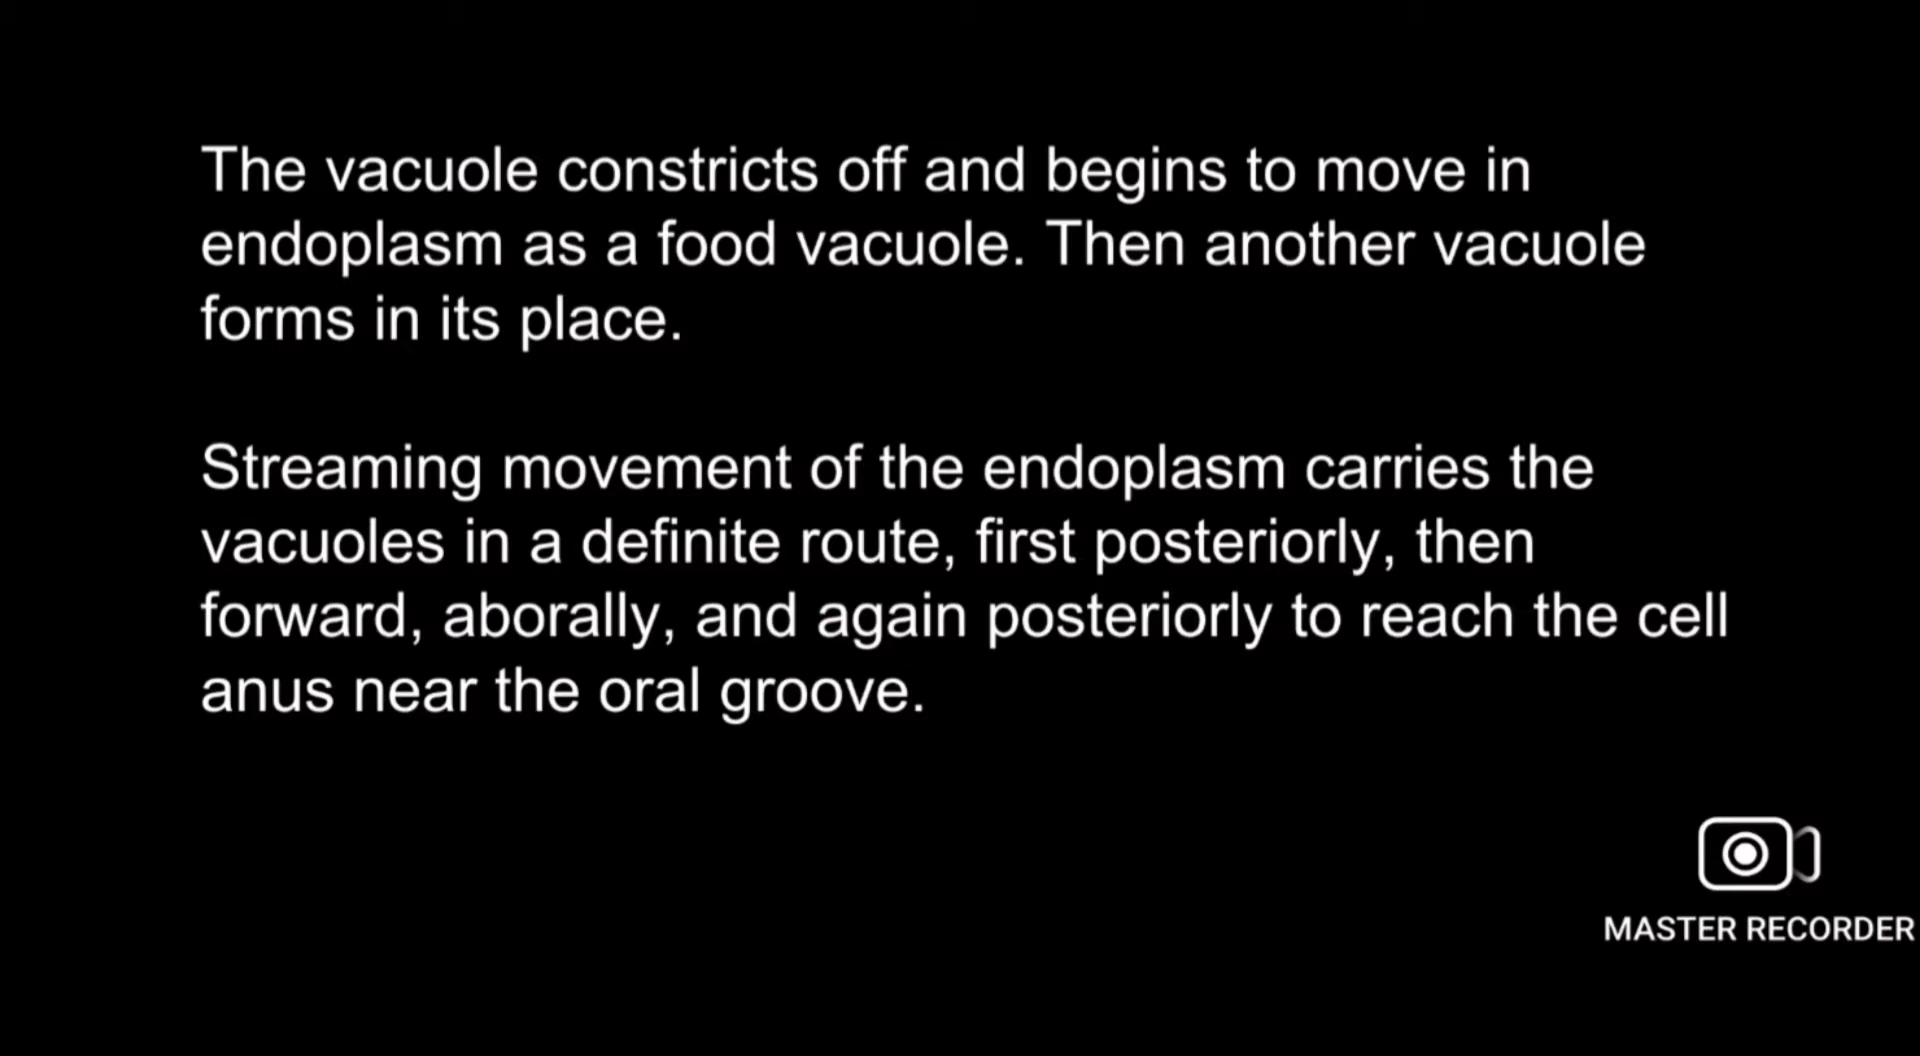 The vacuole constricts off and begins to move in
endoplasm as a food vacuole. Then another vacuole
forms in its place.
Streaming movement of the endoplasm carries the
vacuoles in a definite route, first posteriorly, then
forward, aborally, and again posteriorly to reach the cell
anus near the oral groove.
MASTER RECORDER